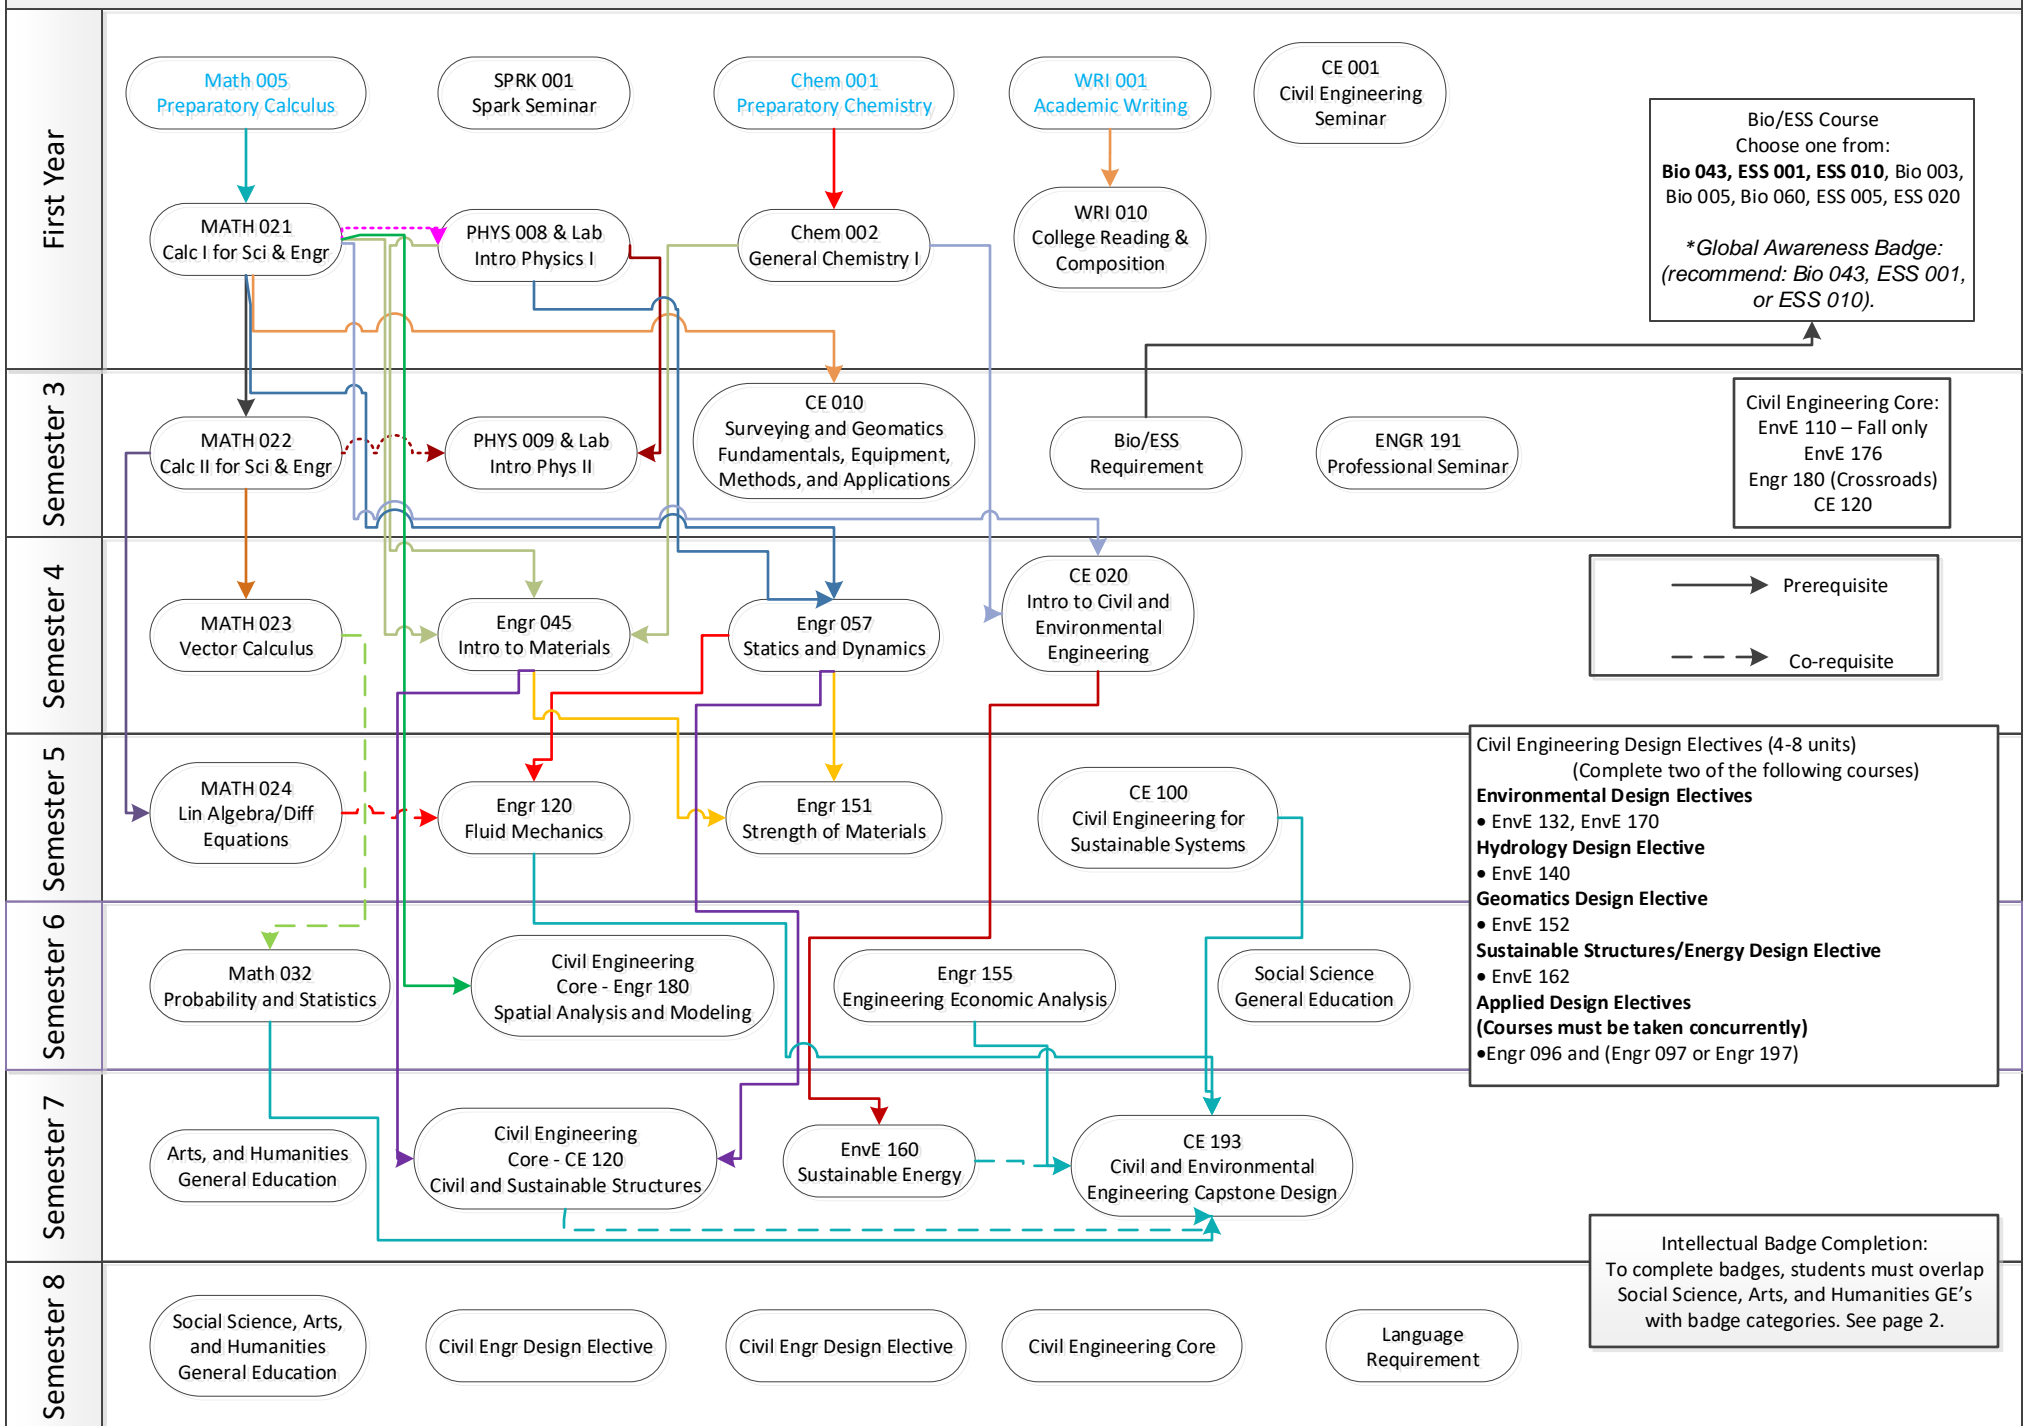 First Year
Math 005
Preparatory Calculus
SPRK 001
Spark Seminar
Chem 001
Preparatory Chemistry
WRI 001
Academic Writing
CE 001
Civil Engineering
Seminar
MATH 021
Calc I for Sci & Engr
PHYS 008 & Lab
Intro Physics I
Chem 002
General Chemistry I
WRI 010
College Reading &
Composition
Bio/ESS Course
Choose one from:
Bio 043, ESS 001, ESS 010, Bio 003,
Bio 005, Bio 060, ESS 005, ESS 020
*Global Awareness Badge:
(recommend: Bio 043, ESS 001,
or ESS 010).
Semester 3
MATH 022
Calc II for Sci & Engr
PHYS 009 & Lab
Intro Phys II
CE 010
Surveying and Geomatics
Fundamentals, Equipment,
Methods, and Applications
Bio/ESS
Requirement
ENGR 191
Professional Seminar
Civil Engineering Core:
EnvE 110 – Fall only
EnvE 176
Engr 180 (Crossroads)
CE 120
Semester 4
MATH 023
Vector Calculus
Engr 045
Intro to Materials
Engr 057
Statics and Dynamics
CE 020
Intro to Civil and
Environmental
Engineering
Prerequisite
Co-requisite
Semester 5
MATH 024
Lin Algebra/Diff
Equations
Engr 120
Fluid Mechanics
Engr 151
Strength of Materials
CE 100
Civil Engineering for
Sustainable Systems
Civil Engineering Design Electives (4-8 units)
(Complete two of the following courses)
Environmental Design Electives
• EnvE 132, EnvE 170
Hydrology Design Elective
• EnvE 140
Geomatics Design Elective
• EnvE 152
Sustainable Structures/Energy Design Elective
• EnvE 162
Applied Design Electives
(Courses must be taken concurrently)
•Engr 096 and (Engr 097 or Engr 197)
Semester 6
Math 032
Probability and Statistics
Civil Engineering
Core - Engr 180
Spatial Analysis and Modeling
Engr 155
Engineering Economic Analysis
Social Science
General Education
Semester 7
Arts, and Humanities
General Education
Civil Engineering
Core - CE 120
Civil and Sustainable Structures
EnvE 160
Sustainable Energy
CE 193
Civil and Environmental
Engineering Capstone Design
Intellectual Badge Completion:
To complete badges, students must overlap
Social Science, Arts, and Humanities GE's
with badge categories. See page 2.
Semester 8
Social Science, Arts,
and Humanities
General Education
Civil Engr Design Elective
Civil Engr Design Elective
Civil Engineering Core
Language
Requirement